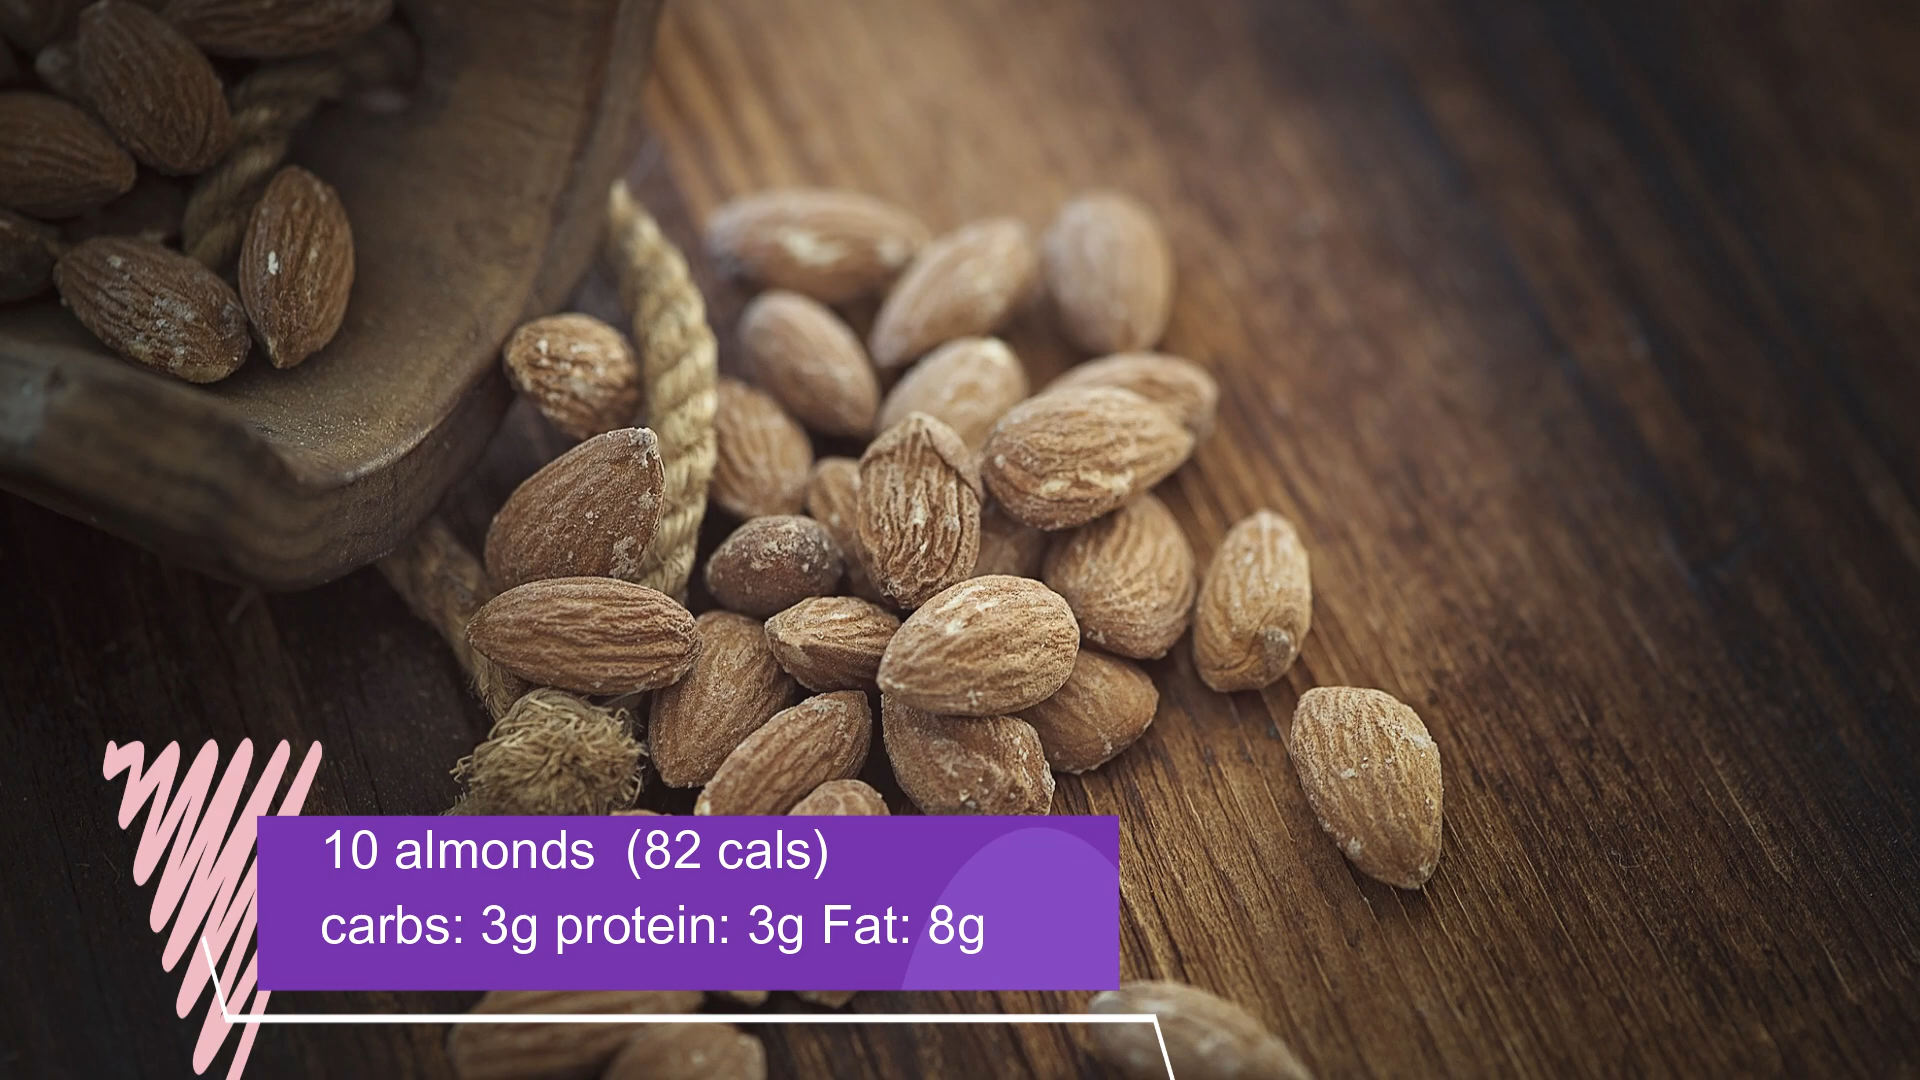 10 almonds  (82 cals)
carbs: 3g protein: 3g Fat: 8g